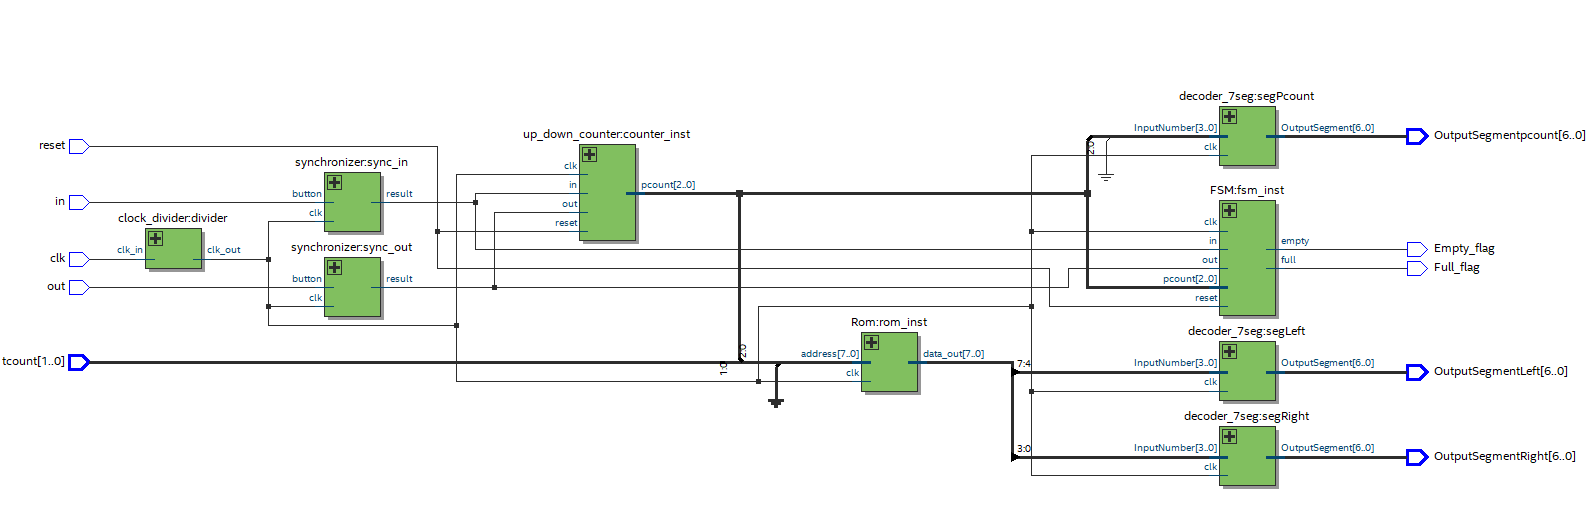 reset
in
clk
out
tcount[1..0]
clock_divider:divider
clk_in
clk_out
synchronizer:sync_in
button
clk
result
synchronizer:sync_out
button
clk
result
up_down_counter:counter_inst
clk
in
out
reset
pcount[2..0]
2:0
1:0
Rom:rom_inst
address[7..0]
clk
data_out[7..0]
7:4
3:0
decoder_7seg:segPcount
2:0
InputNumber[3..0]
clk
OutputSegment[6..0]
OutputSegmentpcount[6..0]
FSM:fsm_inst
clk
in
out
pcount[2..0]
reset
empty
full
Empty_flag
Full_flag
decoder_7seg:segLeft
InputNumber[3..0]
clk
OutputSegment[6..0]
OutputSegmentLeft[6..0]
decoder_7seg:segRight
InputNumber[3..0]
clk
OutputSegment[6..0]
OutputSegmentRight[6..0]